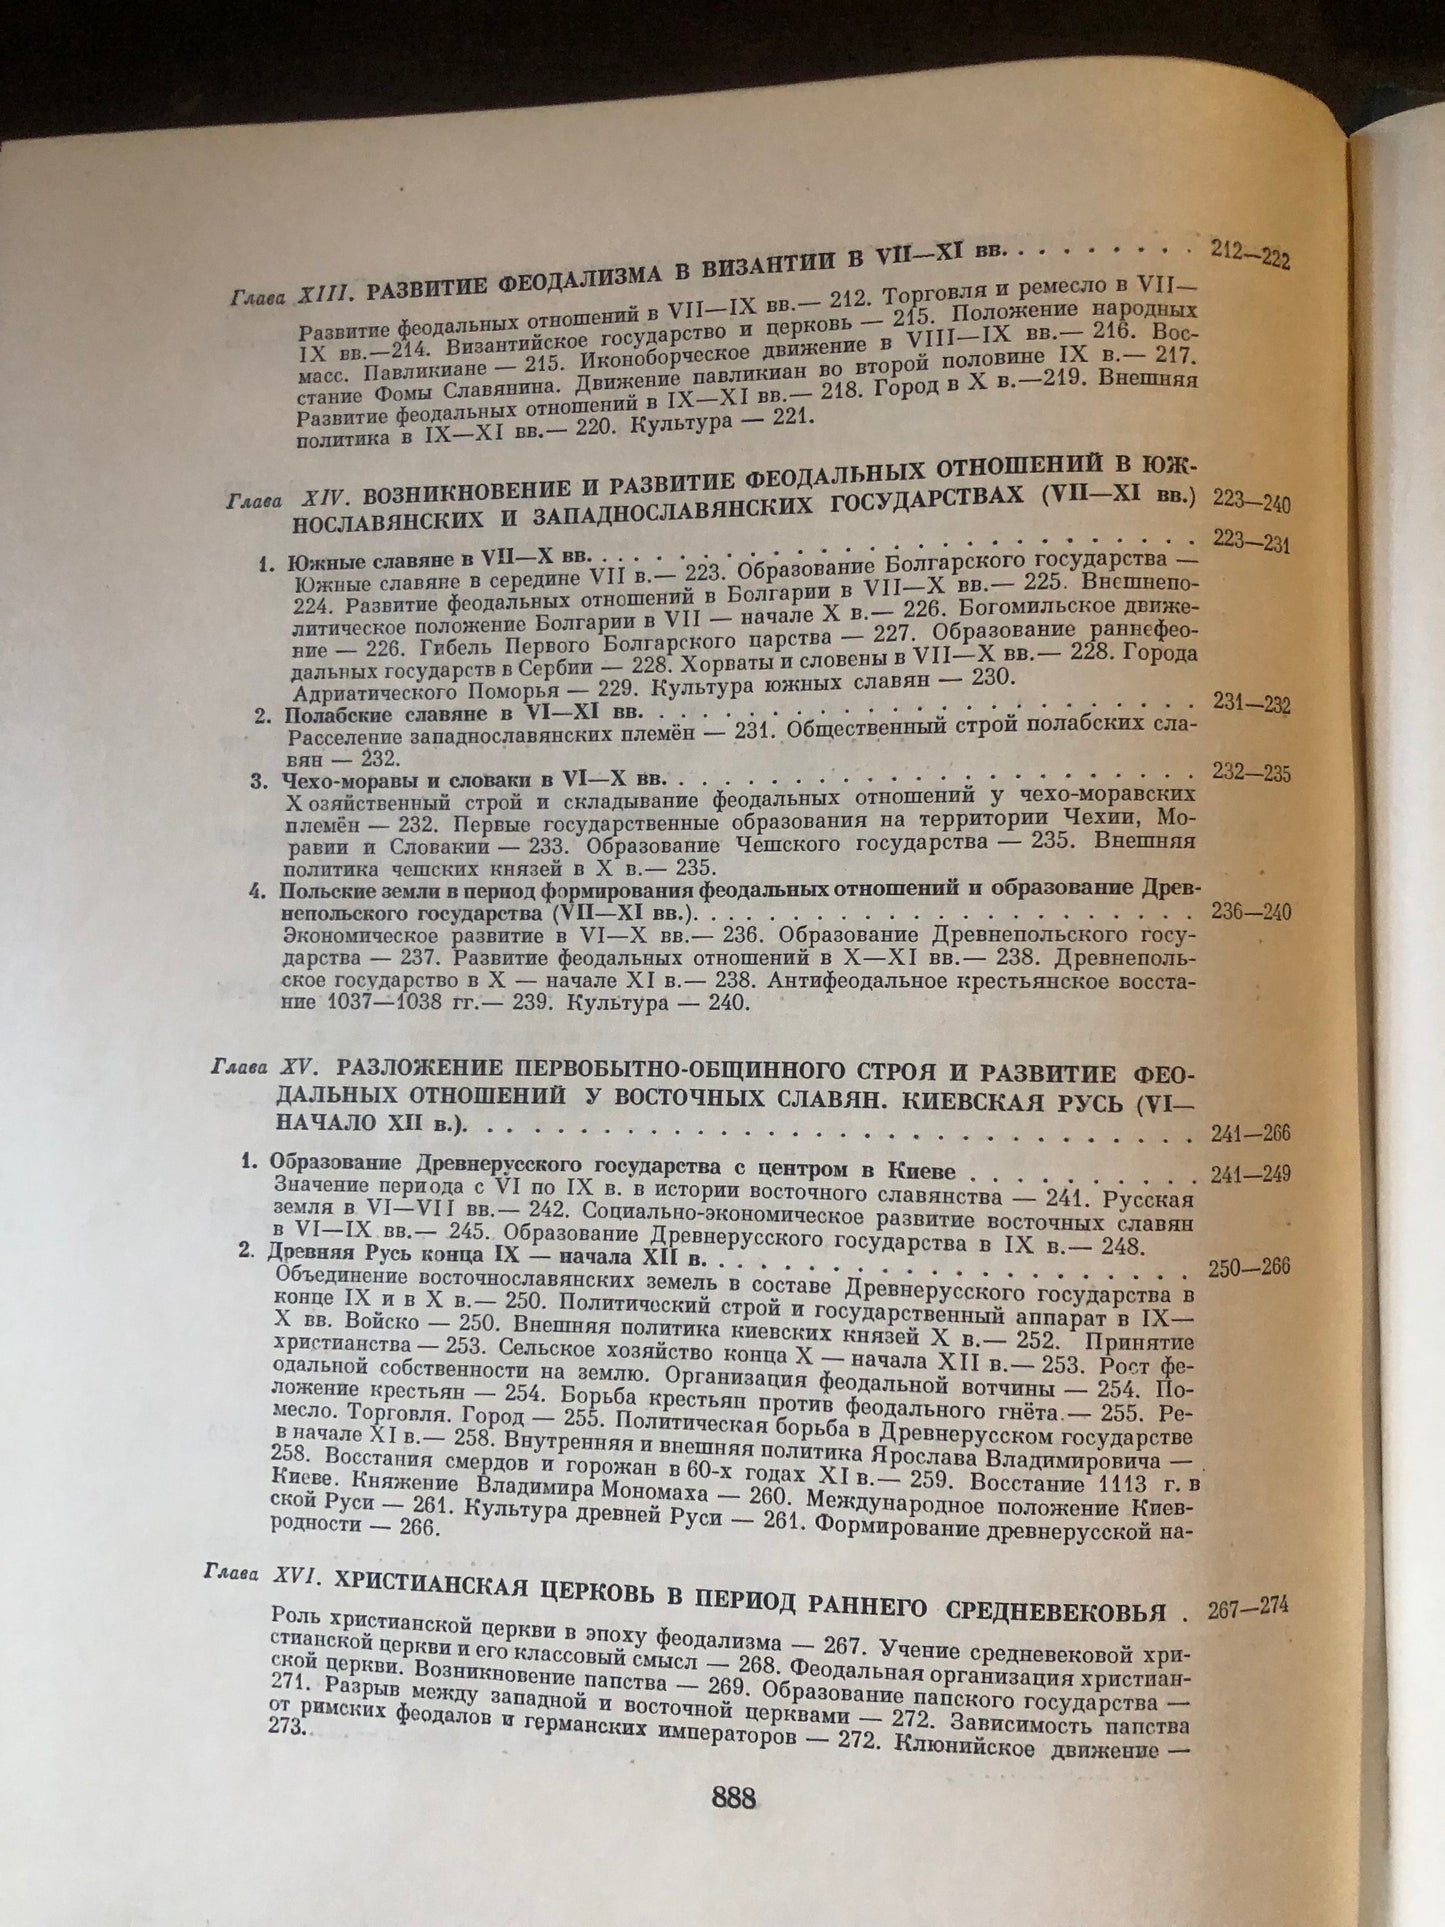 Глава XIII. РАЗВИТИЕ ФЕОДАЛИЗМА В ВИЗАНТИИ В VII—XI вв. . . . . . . . . . 212—222
Развитие феодальных отношений в VII—IX вв.— 212. Торговля и ремесло в VII—
IX вв.—214. Византийское государство и церковь — 215. Положение народных
масс. Павликиане — 215. Иконоборческое движение в VIII—IX вв.— 216. Вос-
стание Фомы Славянина. Движение павликиан во второй половине IX в.— 217.
Развитие феодальных отношений в IX—XI вв.— 218. Город в X в.—219. Внешняя
политика в IX—XI вв.— 220. Культура — 221.
Глава XIV. ВОЗНИКНОВЕНИЕ И РАЗВИТИЕ ФЕОДАЛЬНЫХ ОТНОШЕНИЙ В ЮЖ-
НОСЛАВЯНСКИХ И ЗАПАДНОСЛАВЯНСКИХ ГОСУДАРСТВАХ (VII—XI вв.) 223—240
1. Южные славяне в VII—X вв. . . . . . . . . . . . . . . . . . . . . . . 223—231
Южные славяне в середине VII в.— 223. Образование Болгарского государства —
224. Развитие феодальных отношений в Болгарии в VII—X вв.— 225. Внешнепо-
литическое положение Болгарии в VII — начале X в.— 226. Богомильское движе-
ние — 226. Гибель Первого Болгарского царства — 227. Образование раннефео-
дальных государств в Сербии — 228. Хорваты и словены в VII—X вв.— 228. Города
Адриатического Поморья — 229. Культура южных славян — 230.
2. Полабские славяне в VI—XI вв. . . . . . . . . . . . . . . . . . . . . 231—232
Расселение западнославянских племён — 231. Общественный строй полабских сла-
вян — 232.
3. Чехо-моравы и словаки в VI—X вв. . . . . . . . . . . . . . . . . . . . 232—235
Хозяйственный строй и складывание феодальных отношений у чехо-моравских
племён — 232. Первые государственные образования на территории Чехии, Мо-
равии и Словакии — 233. Образование Чешского государства — 235. Внешняя
политика чешских князей в X в.— 235.
4. Польские земли в период формирования феодальных отношений и образование Древ-
непольского государства (VII—XI вв.). . . . . . . . . . . . . . . . . . . 236—240
Экономическое развитие в VI—X вв.— 236. Образование Древнепольского госу-
дарства — 237. Развитие феодальных отношений в X—XI вв.— 238. Древнеполь-
ское государство в X — начале XI в.— 238. Антифеодальное крестьянское восста-
ние 1037—1038 гг.— 239. Культура — 240.
Глава XV. РАЗЛОЖЕНИЕ ПЕРВОБЫТНО-ОБЩИННОГО СТРОЯ И РАЗВИТИЕ ФЕО-
ДАЛЬНЫХ ОТНОШЕНИЙ У ВОСТОЧНЫХ СЛАВЯН. КИЕВСКАЯ РУСЬ (VI—
НАЧАЛО XII в.). . . . . . . . . . . . . . . . . . . . . . . . . . . . 241—266
1. Образование Древнерусского государства с центром в Киеве . . . . . . . . . . 241—249
Значение периода с VI по IX в. в истории восточного славянства — 241. Русская
земля в VI—VII вв.— 242. Социально-экономическое развитие восточных славян
в VI—IX вв.— 245. Образование Древнерусского государства в IX в.— 248.
2. Древняя Русь конца IX — начала XII в. . . . . . . . . . . . . . . . . . . 250—266
Объединение восточнославянских земель в составе Древнерусского государства в
конце IX и в X в.— 250. Политический строй и государственный аппарат в IX—
X вв. Войско — 250. Внешняя политика киевских князей X в.— 252. Принятие
христианства — 253. Сельское хозяйство конца X — начала XII в.— 253. Рост фе-
одальной собственности на землю. Организация феодальной вотчины — 254. По-
ложение крестьян — 254. Борьба крестьян против феодального гнёта.— 255. Ре-
месло. Торговля. Город — 255. Политическая борьба в Древнерусском государстве
в начале XI в.— 258. Внутренняя и внешняя политика Ярослава Владимировича —
258. Восстания смердов и горожан в 60-х годах XI в.— 259. Восстание 1113 г. в
Киеве. Княжение Владимира Мономаха — 260. Международное положение Киев-
ской Руси — 261. Культура древней Руси — 261. Формирование древнерусской на-
родности — 266.
Глава XVI. ХРИСТИАНСКАЯ ЦЕРКОВЬ В ПЕРИОД РАННЕГО СРЕДНЕВЕКОВЬЯ . 267—274
Роль христианской церкви в эпоху феодализма — 267. Учение средневековой хри-
стианской церкви и его классовый смысл — 268. Феодальная организация христиан-
ской церкви. Возникновение папства — 269. Образование папского государства —
271. Разрыв между западной и восточной церквами — 272. Зависимость папства
от римских феодалов и германских императоров — 272. Клюнийское движение —
273.
888